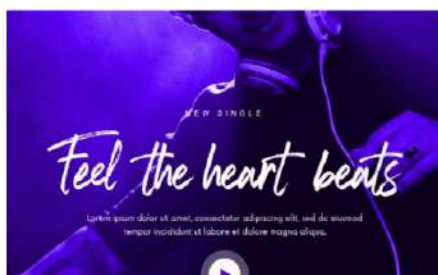 NEW SINGLE
Feel the heart beats
Lorem ipsum dolor sit amet, consectetur adipiscing elit, sed do eiusmod
tempor incididunt ut labore et dolore magna aliqua.